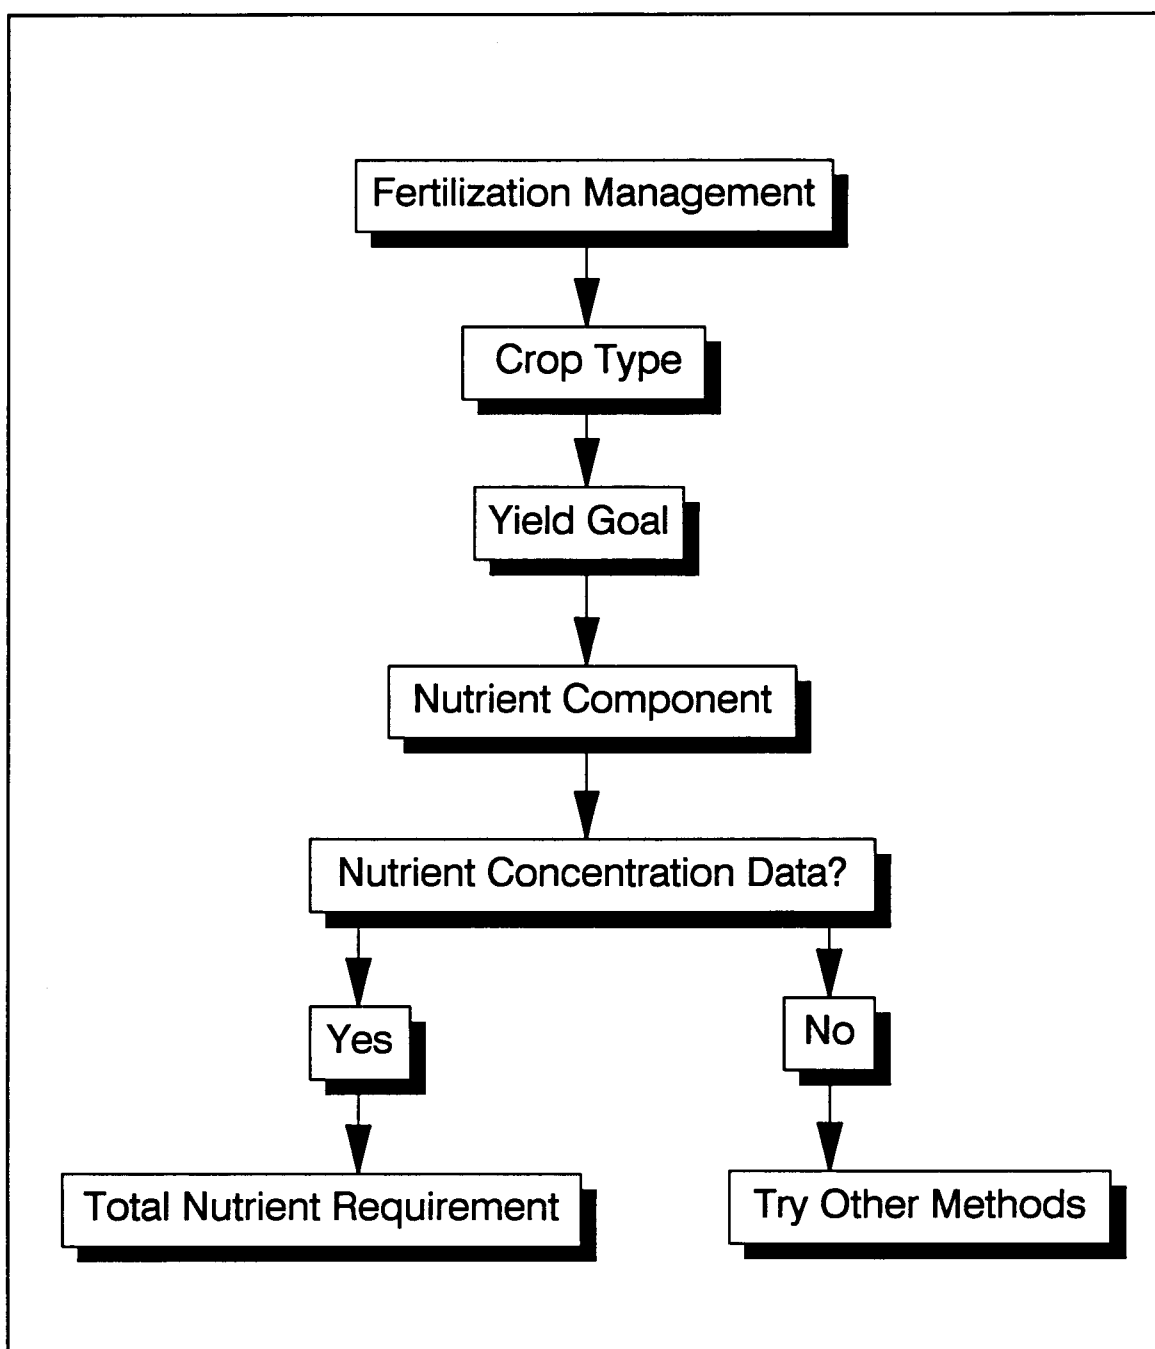 Fertilization Management
Crop Type
Yield Goal
Nutrient Component
Nutrient Concentration Data?
Yes
No
Total Nutrient Requirement
Try Other Methods